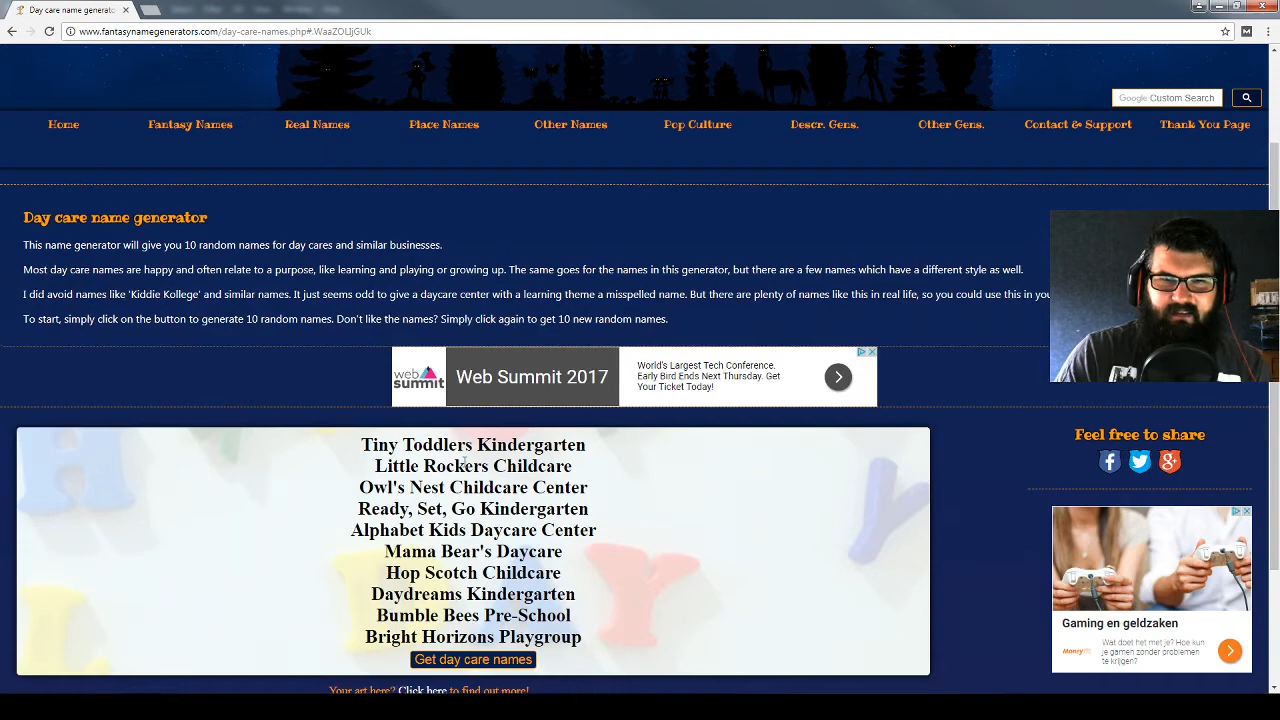 Day care name generato
www.fantasynamegenerators.com/day-care-names.php#.WaaZOLIjGUk
Google Custom Search
Home
Fantasy Names
Real Names
Place Names
Other Names
Pop Culture
Descr. Gens.
Other Gens.
Contact & Support
Thank You Page
Day care name generator
This name generator will give you 10 random names for day cares and similar businesses.
Most day care names are happy and often relate to a purpose, like learning and playing or growing up. The same goes for the names in this generator, but there are a few names which have a different style as well.
I did avoid names like 'Kiddie Kollege' and similar names. It just seems odd to give a daycare center with a learning theme a misspelled name. But there are plenty of names like this in real life, so you could use this in you
To start, simply click on the button to generate 10 random names. Don't like the names? Simply click again to get 10 new random names.
web summit
Web Summit 2017
World's Largest Tech Conference.
Early Bird Ends Next Thursday. Get
Your Ticket Today!
Tiny Toddlers Kindergarten
Little Rockers Childcare
Owl's Nest Childcare Center
Ready, Set, Go Kindergarten
Alphabet Kids Daycare Center
Mama Bear's Daycare
Hop Scotch Childcare
Daydreams Kindergarten
Bumble Bees Pre-School
Bright Horizons Playgroup
Get day care names
Your art here? Click here to find out more!
Feel free to share
Gaming en geldzaken
Wat doet het met je? Hoe kun
je gamen zonder problemen
te krijgen?